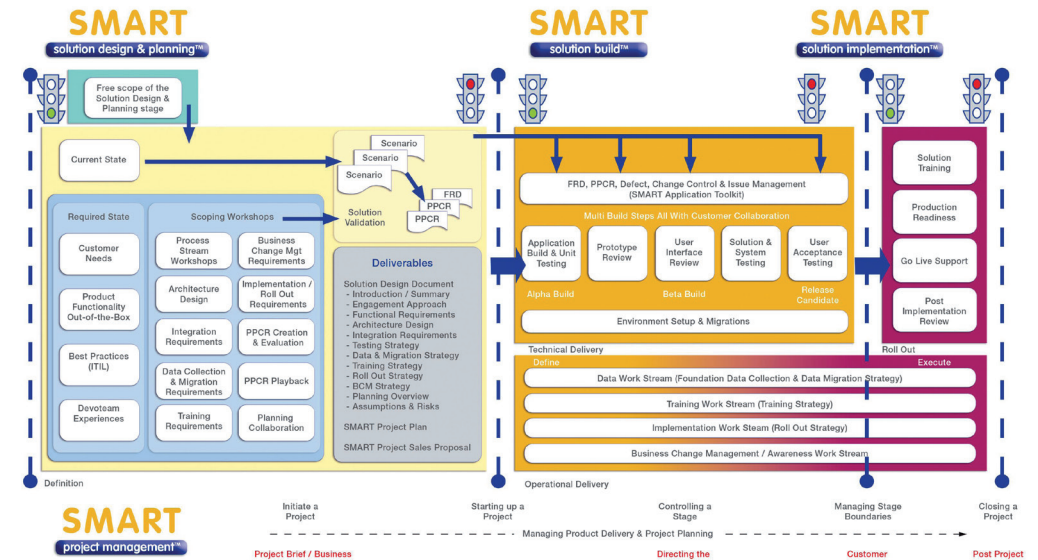 SMART
solution design & planning™
SMART
solution build™
SMART
solution implementation™
Free scope of the
Solution Design &
Planning stage
Current State
Scenario
Scenario
Scenario
FRD
PPCR
PPCR
Solution
Validation
Required State
Customer
Needs
Product
Functionality
Out-of-the-Box
Best Practices
(ITIL)
Devoteam
Experiences
Scoping Workshops
Process
Stream
Workshops
Business
Change Mgt
Requirements
Architecture
Design
Implementation /
Roll Out
Requirements
Integration
Requirements
PPCR Creation
& Evaluation
Data Collection
& Migration
Requirements
PPCR Playback
Training
Requirements
Planning
Collaboration
Deliverables
Solution Design Document
- Introduction / Summary
- Engagement Approach
- Functional Requirements
- Architecture Design
- Integration Requirements
- Testing Strategy
- Data & Migration Strategy
- Training Strategy
- Roll Out Strategy
- BCM Strategy
- Planning Overview
- Assumptions & Risks
SMART Project Plan
SMART Project Sales Proposal
Definition
FRD, PPCR, Defect, Change Control & Issue Management
(SMART Application Toolkit)
Multi Build Steps All With Customer Collaboration
Application
Build & Unit
Testing
Prototype
Review
User
Interface
Review
Solution &
System
Testing
User
Acceptance
Testing
Alpha Build
Beta Build
Release
Candidate
Environment Setup & Migrations
Technical Delivery
Solution
Training
Production
Readiness
Go Live Support
Post
Implementation
Review
Roll Out
Define
Execute
Data Work Stream (Foundation Data Collection & Data Migration Strategy)
Training Work Stream (Training Strategy)
Implementation Work Steam (Roll Out Strategy)
Business Change Management / Awareness Work Stream
Operational Delivery
SMART
project management™
Initiate a
Project
Starting up a
Project
Controlling a
Stage
Managing Stage
Boundaries
Closing a
Project
Managing Product Delivery & Project Planning
Project Brief / Business
Directing the
Customer
Post Project